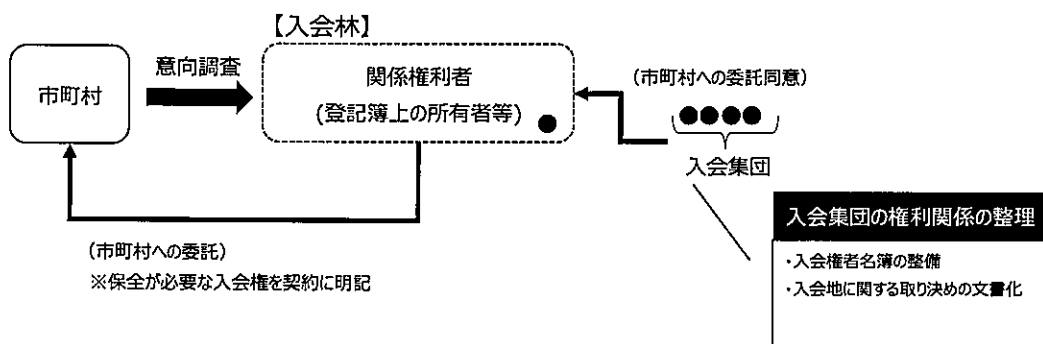 【入会林】
市町村
意向調査
関係権利者
(登記簿上の所有者等)
(市町村への委託同意)
入会集団
入会集団の権利関係の整理
・入会権者名簿の整備
・入会地に関する取り決めの文書化
(市町村への委託)
※保全が必要な入会権を契約に明記